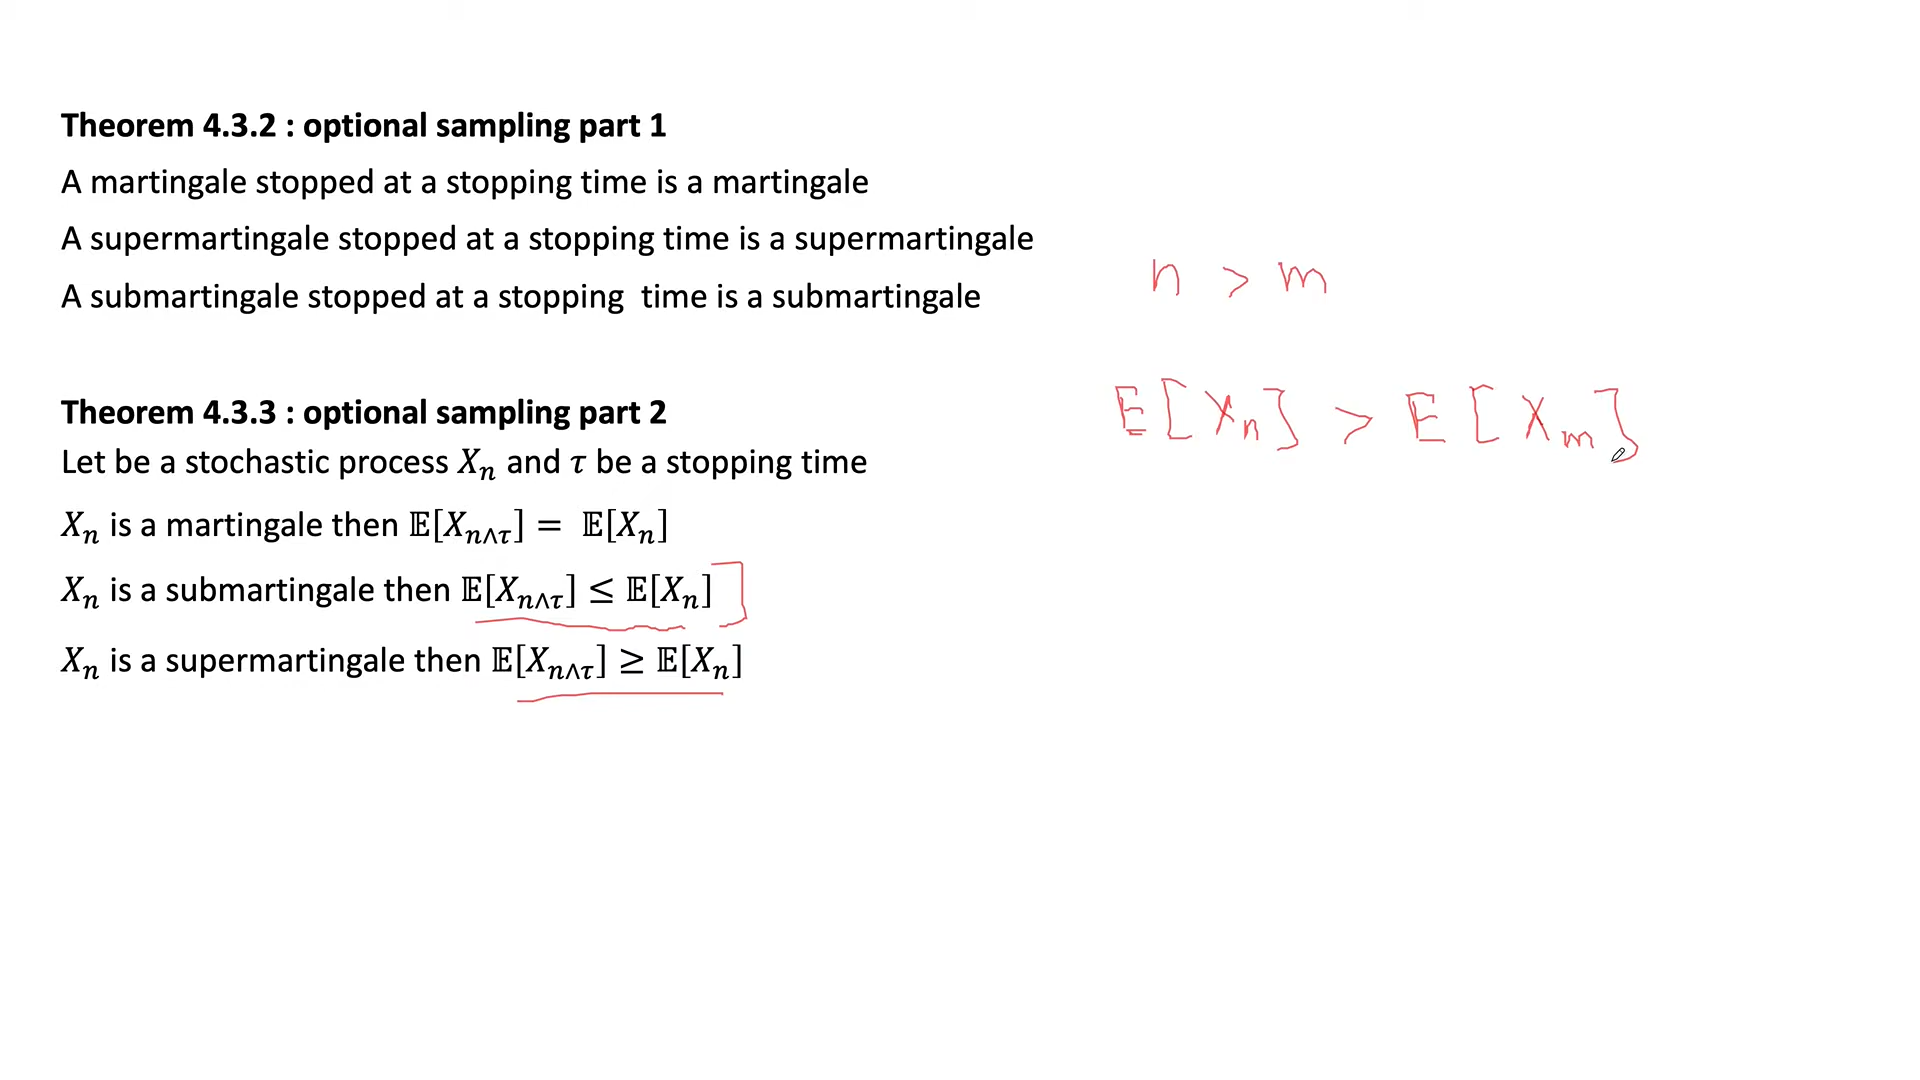 Theorem 4.3.2 : optional sampling part 1
A martingale stopped at a stopping time is a martingale
A supermartingale stopped at a stopping time is a supermartingale
A submartingale stopped at a stopping time is a submartingale
n > m
Theorem 4.3.3 : optional sampling part 2
𝔼[Xₙ] > 𝔼[Xₘ]
Let be a stochastic process Xₙ and τ be a stopping time
Xₙ is a martingale then 𝔼[X_{n∧τ}] = 𝔼[Xₙ]
Xₙ is a submartingale then 𝔼[X_{n∧τ}] ≤ 𝔼[Xₙ]
Xₙ is a supermartingale then 𝔼[X_{n∧τ}] ≥ 𝔼[Xₙ]